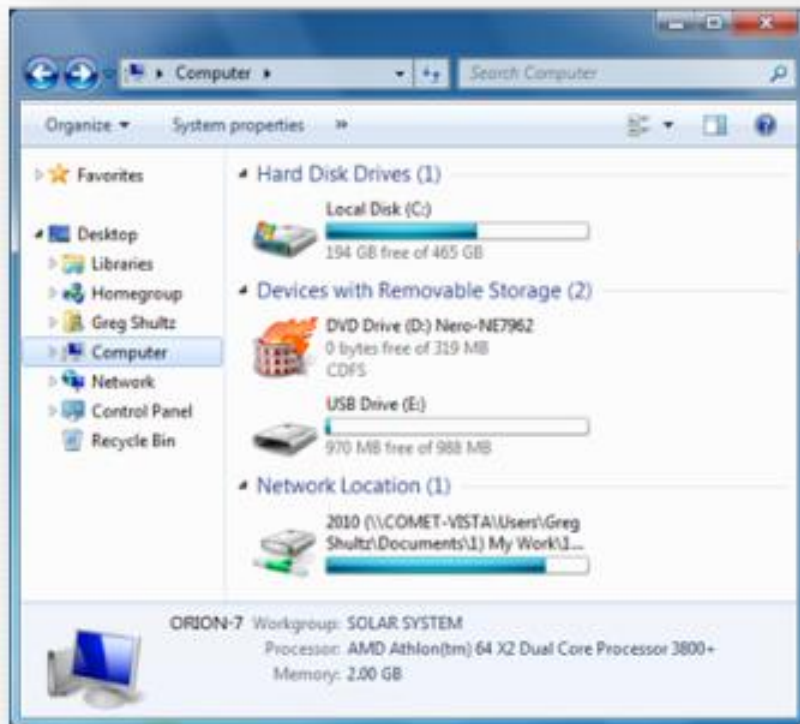 Computer
Search Computer
Organize
System properties
»
Favorites
Desktop
Libraries
Homegroup
Greg Shultz
Computer
Network
Control Panel
Recycle Bin
Hard Disk Drives (1)
Local Disk (C:)
194 GB free of 465 GB
Devices with Removable Storage (2)
DVD Drive (D:) Nero-NE7962
0 bytes free of 319 MB
CDFS
USB Drive (E:)
970 MB free of 988 MB
Network Location (1)
2010 (\\COMET-VISTA\Users\Greg
Shultz\Documents\1) My Work\1...
ORION-7 Workgroup: SOLAR SYSTEM
Processor: AMD Athlon(tm) 64 X2 Dual Core Processor 3800+
Memory: 2.00 GB